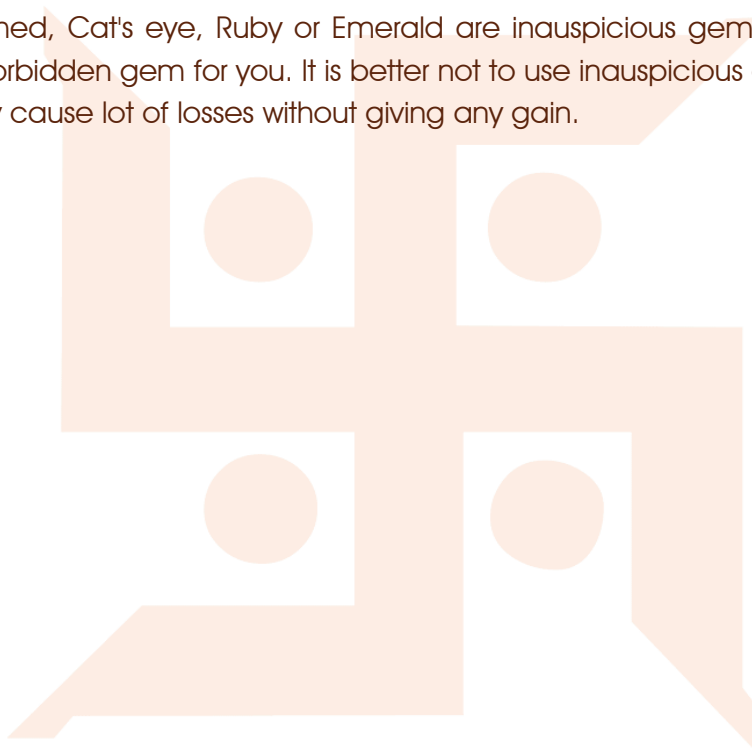 ned, Cat's eye, Ruby or Emerald are inauspicious gem
orbidden gem for you. It is better not to use inauspicious
y cause lot of losses without giving any gain.